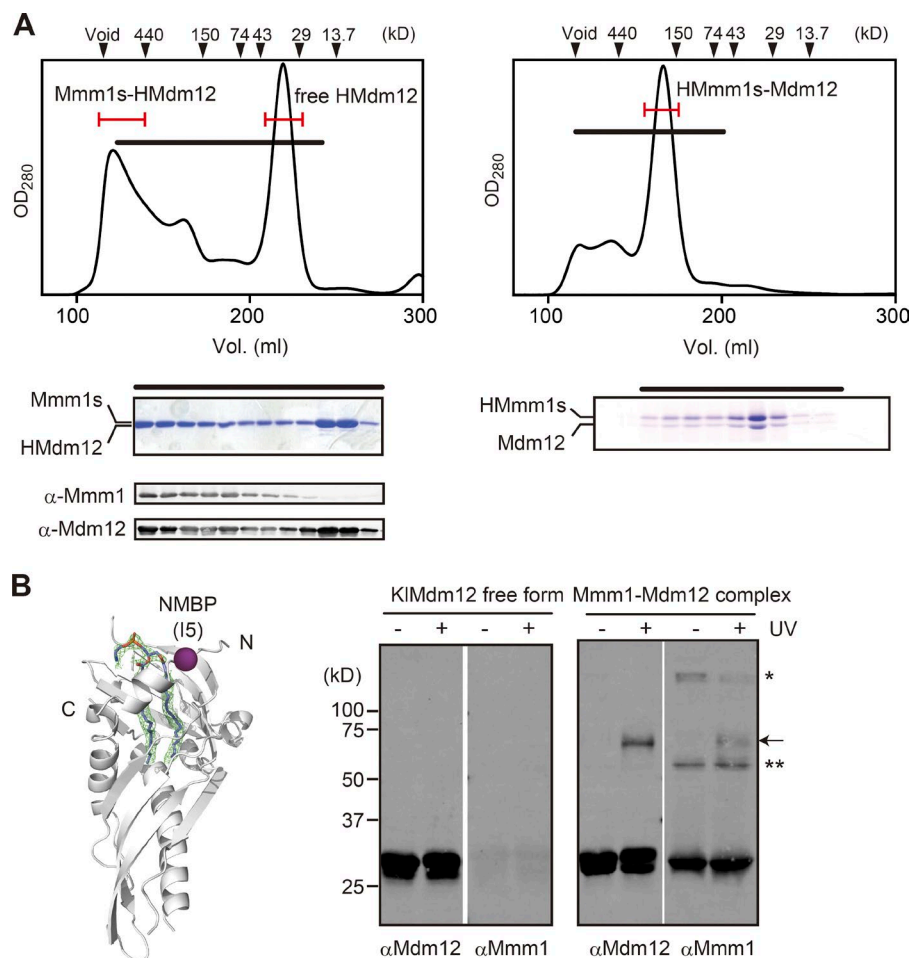 A
Void 440 150 74 43 29 13.7 (kD)
Mmm1s-HMdm12
free HMdm12
OD280
100 200 300
Vol. (ml)
Mmm1s
HMdm12
α-Mmm1
α-Mdm12
Void 440 150 74 43 29 13.7 (kD)
HMmm1s-Mdm12
OD280
100 200 300
Vol. (ml)
HMmm1s
Mdm12
B
NMBP
(I5)
N
C
KlMdm12 free form Mmm1-Mdm12 complex
- + - + - + - + UV
(kD)
100
75
50
37
25
*
**
αMdm12 αMmm1 αMdm12 αMmm1